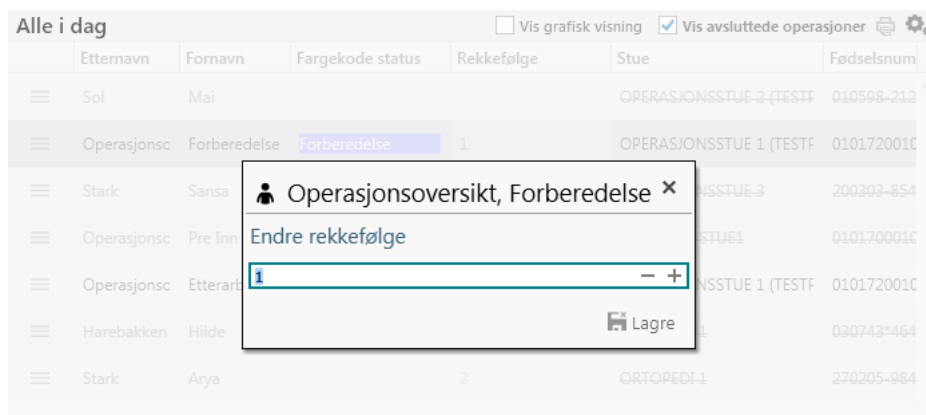 Alle i dag Vis grafisk visning Vis avsluttede operasjoner
Etternavn Fornavn Fargekode status Rekkefølge Stue Fødselsnum
Sol Mai OPERASJONSSTUE 2 (TESTF 010598-212
Operasjonsc Forberedelse Forberedelse 1 OPERASJONSSTUE 1 (TESTF 0101720010
Operasjonsoversikt, Forberedelse
Stark Sansa NSSTUE 3 200303-854
Endre rekkefølge
Operasjonsc Pre Inn STUE1 0101700010
1
Operasjonsc Etterarb NSSTUE 1 (TESTF 0101720010
Lagre
Harebakken Hilde 1 030743*464
Stark Arya 2 ORTOPEDI 1 270205-984